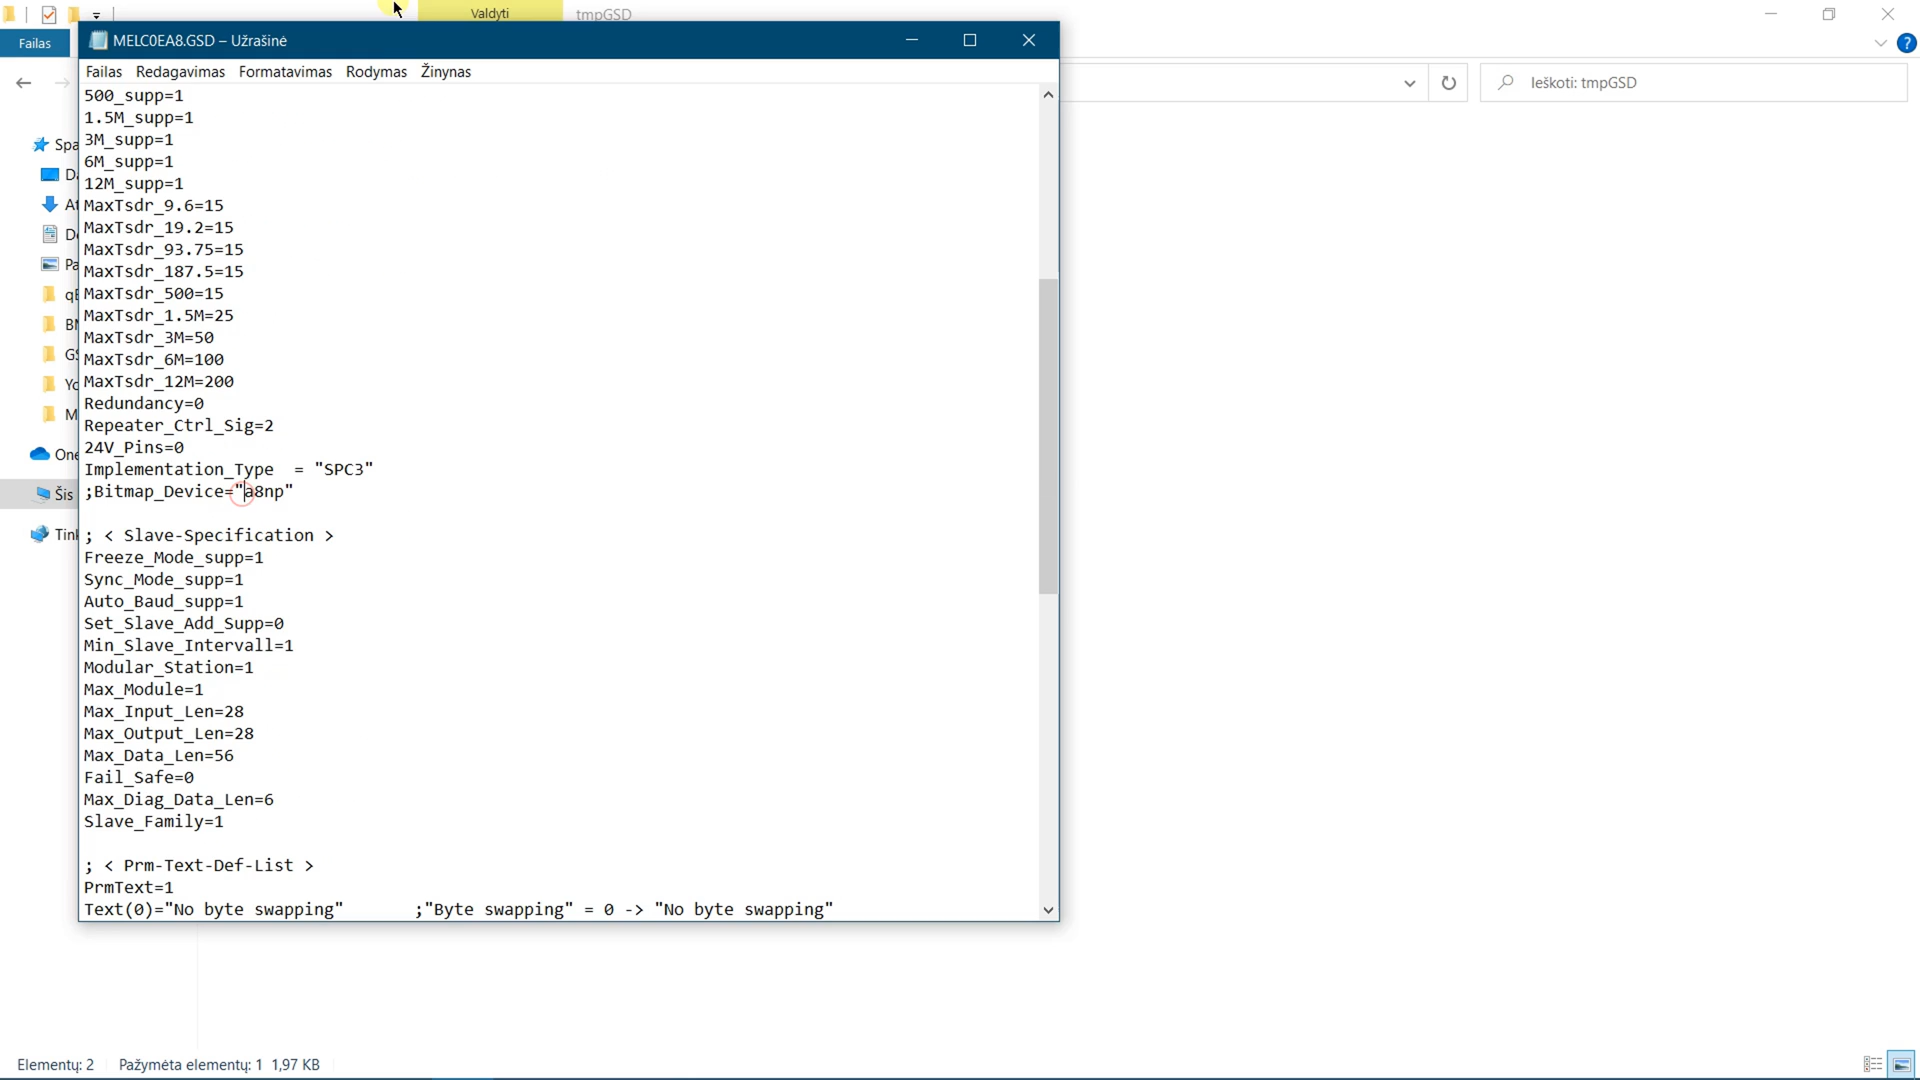 Valdyti
tmpGSD
Failas
MELC0EA8.GSD – Užrašinė
Failas Redagavimas Formatavimas Rodymas Žinynas
Ieškoti: tmpGSD
500_supp=1
1.5M_supp=1
3M_supp=1
6M_supp=1
12M_supp=1
MaxTsdr_9.6=15
MaxTsdr_19.2=15
MaxTsdr_93.75=15
MaxTsdr_187.5=15
MaxTsdr_500=15
MaxTsdr_1.5M=25
MaxTsdr_3M=50
MaxTsdr_6M=100
MaxTsdr_12M=200
Redundancy=0
Repeater_Ctrl_Sig=2
24V_Pins=0
Implementation_Type  = "SPC3"
;Bitmap_Device="a8np"
; < Slave-Specification >
Freeze_Mode_supp=1
Sync_Mode_supp=1
Auto_Baud_supp=1
Set_Slave_Add_Supp=0
Min_Slave_Intervall=1
Modular_Station=1
Max_Module=1
Max_Input_Len=28
Max_Output_Len=28
Max_Data_Len=56
Fail_Safe=0
Max_Diag_Data_Len=6
Slave_Family=1
; < Prm-Text-Def-List >
PrmText=1
Text(0)="No byte swapping" ;"Byte swapping" = 0 -> "No byte swapping"
Šis
Elementų: 2 Pažymėta elementų: 1 1,97 KB